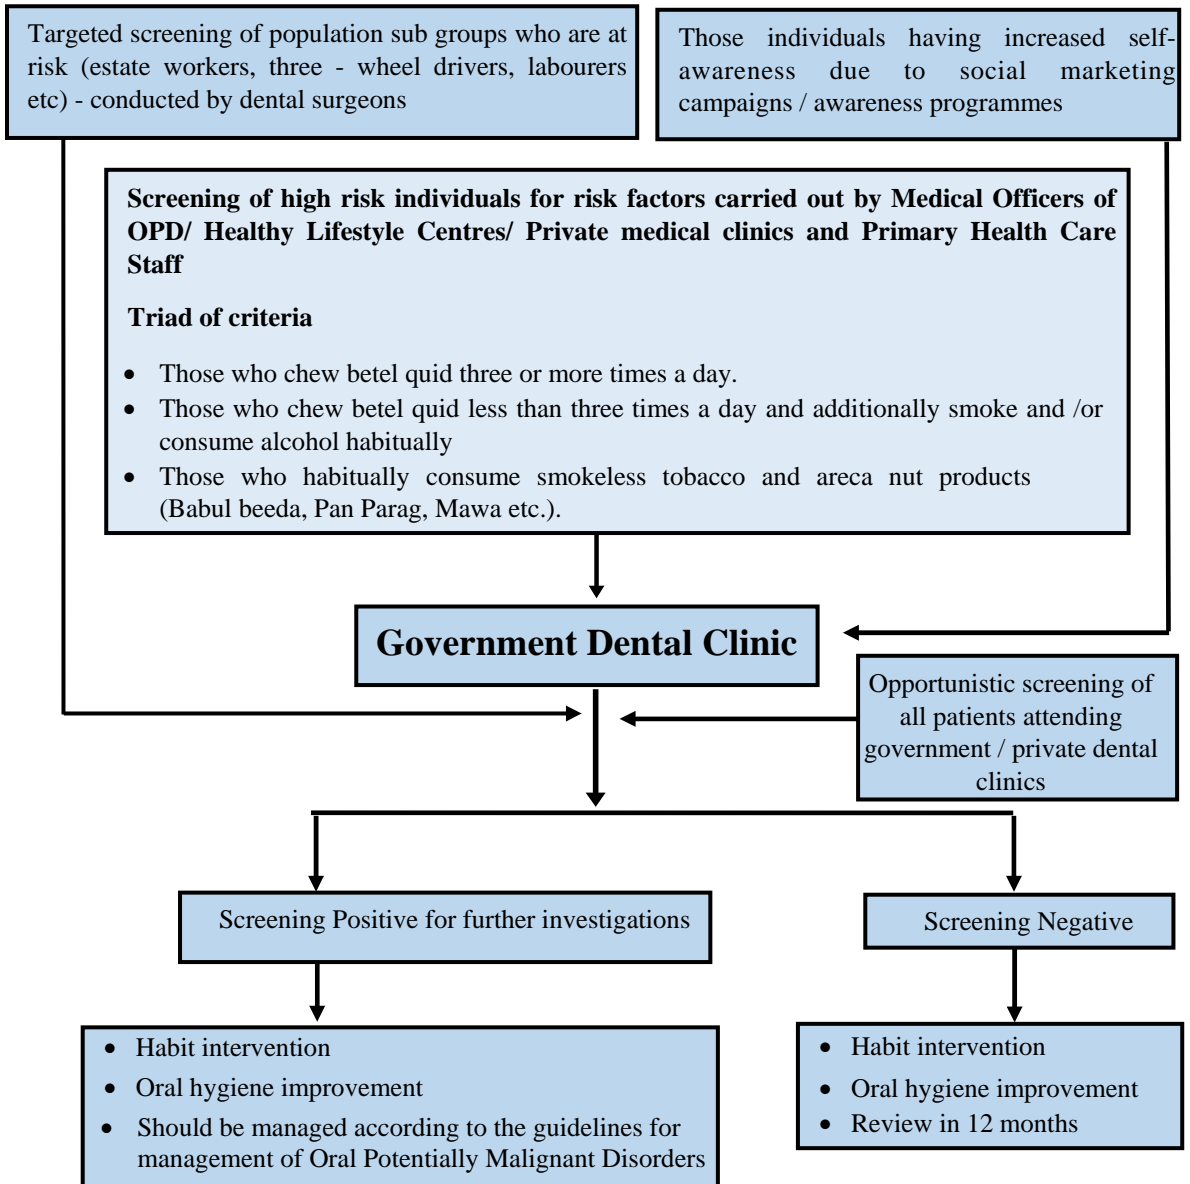 Targeted screening of population sub groups who are at
risk (estate workers, three - wheel drivers, labourers
etc) - conducted by dental surgeons
Those individuals having increased self-
awareness due to social marketing
campaigns / awareness programmes
Screening of high risk individuals for risk factors carried out by Medical Officers of
OPD/ Healthy Lifestyle Centres/ Private medical clinics and Primary Health Care
Staff
Triad of criteria
• Those who chew betel quid three or more times a day.
• Those who chew betel quid less than three times a day and additionally smoke and /or
consume alcohol habitually
• Those who habitually consume smokeless tobacco and areca nut products
(Babul beeda, Pan Parag, Mawa etc.).
Government Dental Clinic
Opportunistic screening of
all patients attending
government / private dental
clinics
Screening Positive for further investigations
Screening Negative
• Habit intervention
• Oral hygiene improvement
• Should be managed according to the guidelines for
management of Oral Potentially Malignant Disorders
• Habit intervention
• Oral hygiene improvement
• Review in 12 months